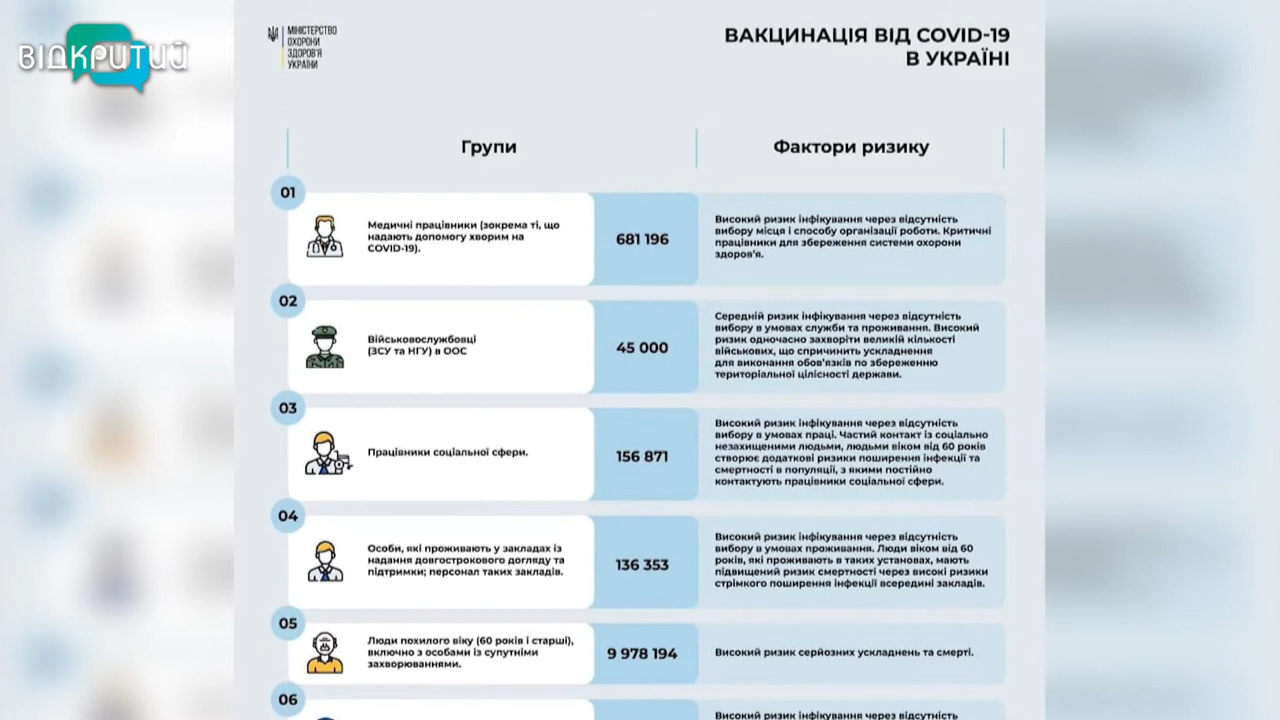 ВІДКРИТИЙ
МІНІСТЕРСТВО
ОХОРОНИ
ЗДОРОВ'Я
УКРАЇНИ
ВАКЦИНАЦІЯ ВІД COVID-19
В УКРАЇНІ
Групи
Фактори ризику
01
Медичні працівники (зокрема ті, що
надають допомогу хворим на
COVID-19).
681 196
Високий ризик інфікування через відсутність
вибору місця і способу організації роботи. Критичні
працівники для збереження системи охорони
здоров'я.
02
Військовослужбовці
(ЗСУ та НГУ) в ООС
45 000
Середній ризик інфікування через відсутність
вибору в умовах служби та проживання. Високий
ризик одночасно захворіти великій кількості
військових, що спричинить ускладнення
для виконання обов'язків по збереженню
територіальної цілісності держави.
03
Працівники соціальної сфери.
156 871
Високий ризик інфікування через відсутність
вибору в умовах праці. Частий контакт із соціально
незахищеними людьми, людьми віком від 60 років
створює додаткові ризики поширення інфекції та
смертності в популяції, з якими постійно
контактують працівники соціальної сфери.
04
Особи, які проживають у закладах із
надання довгострокового догляду та
підтримки; персонал таких закладів.
136 353
Високий ризик інфікування через відсутність
вибору в умовах проживання. Люди віком від 60
років, які проживають в таких установах, мають
підвищений ризик смертності через високі ризики
стрімкого поширення інфекції всередині закладів.
05
Люди похилого віку (60 років і старші),
включно з особами із супутніми
захворюваннями.
9 978 194
Високий ризик серйозних ускладнень та смерті.
06
Високий ризик інфікування через відсутність